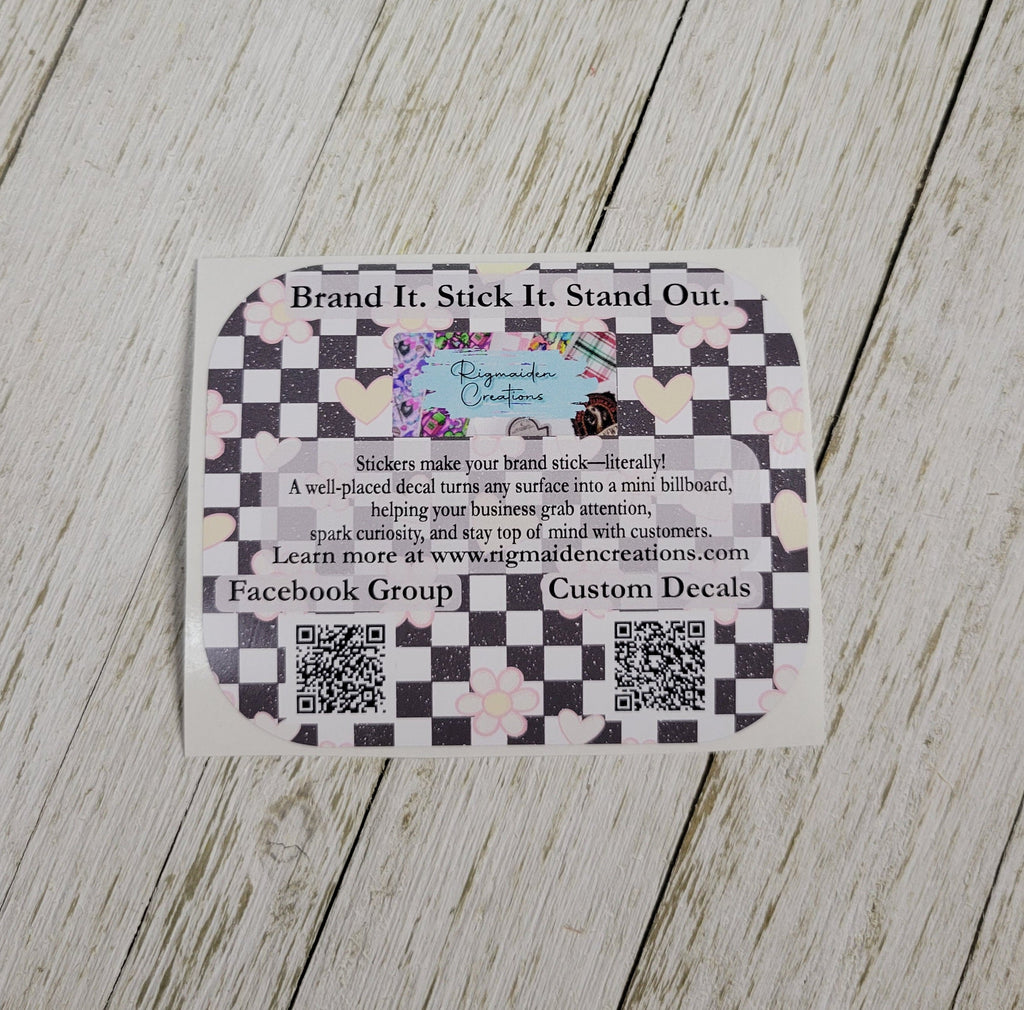 Brand It. Stick It. Stand Out.
Rigmaiden
Creations
Stickers make your brand stick—literally!
A well-placed decal turns any surface into a mini billboard,
helping your business grab attention,
spark curiosity, and stay top of mind with customers.
Learn more at www.rigmaidencreations.com
Facebook Group
Custom Decals